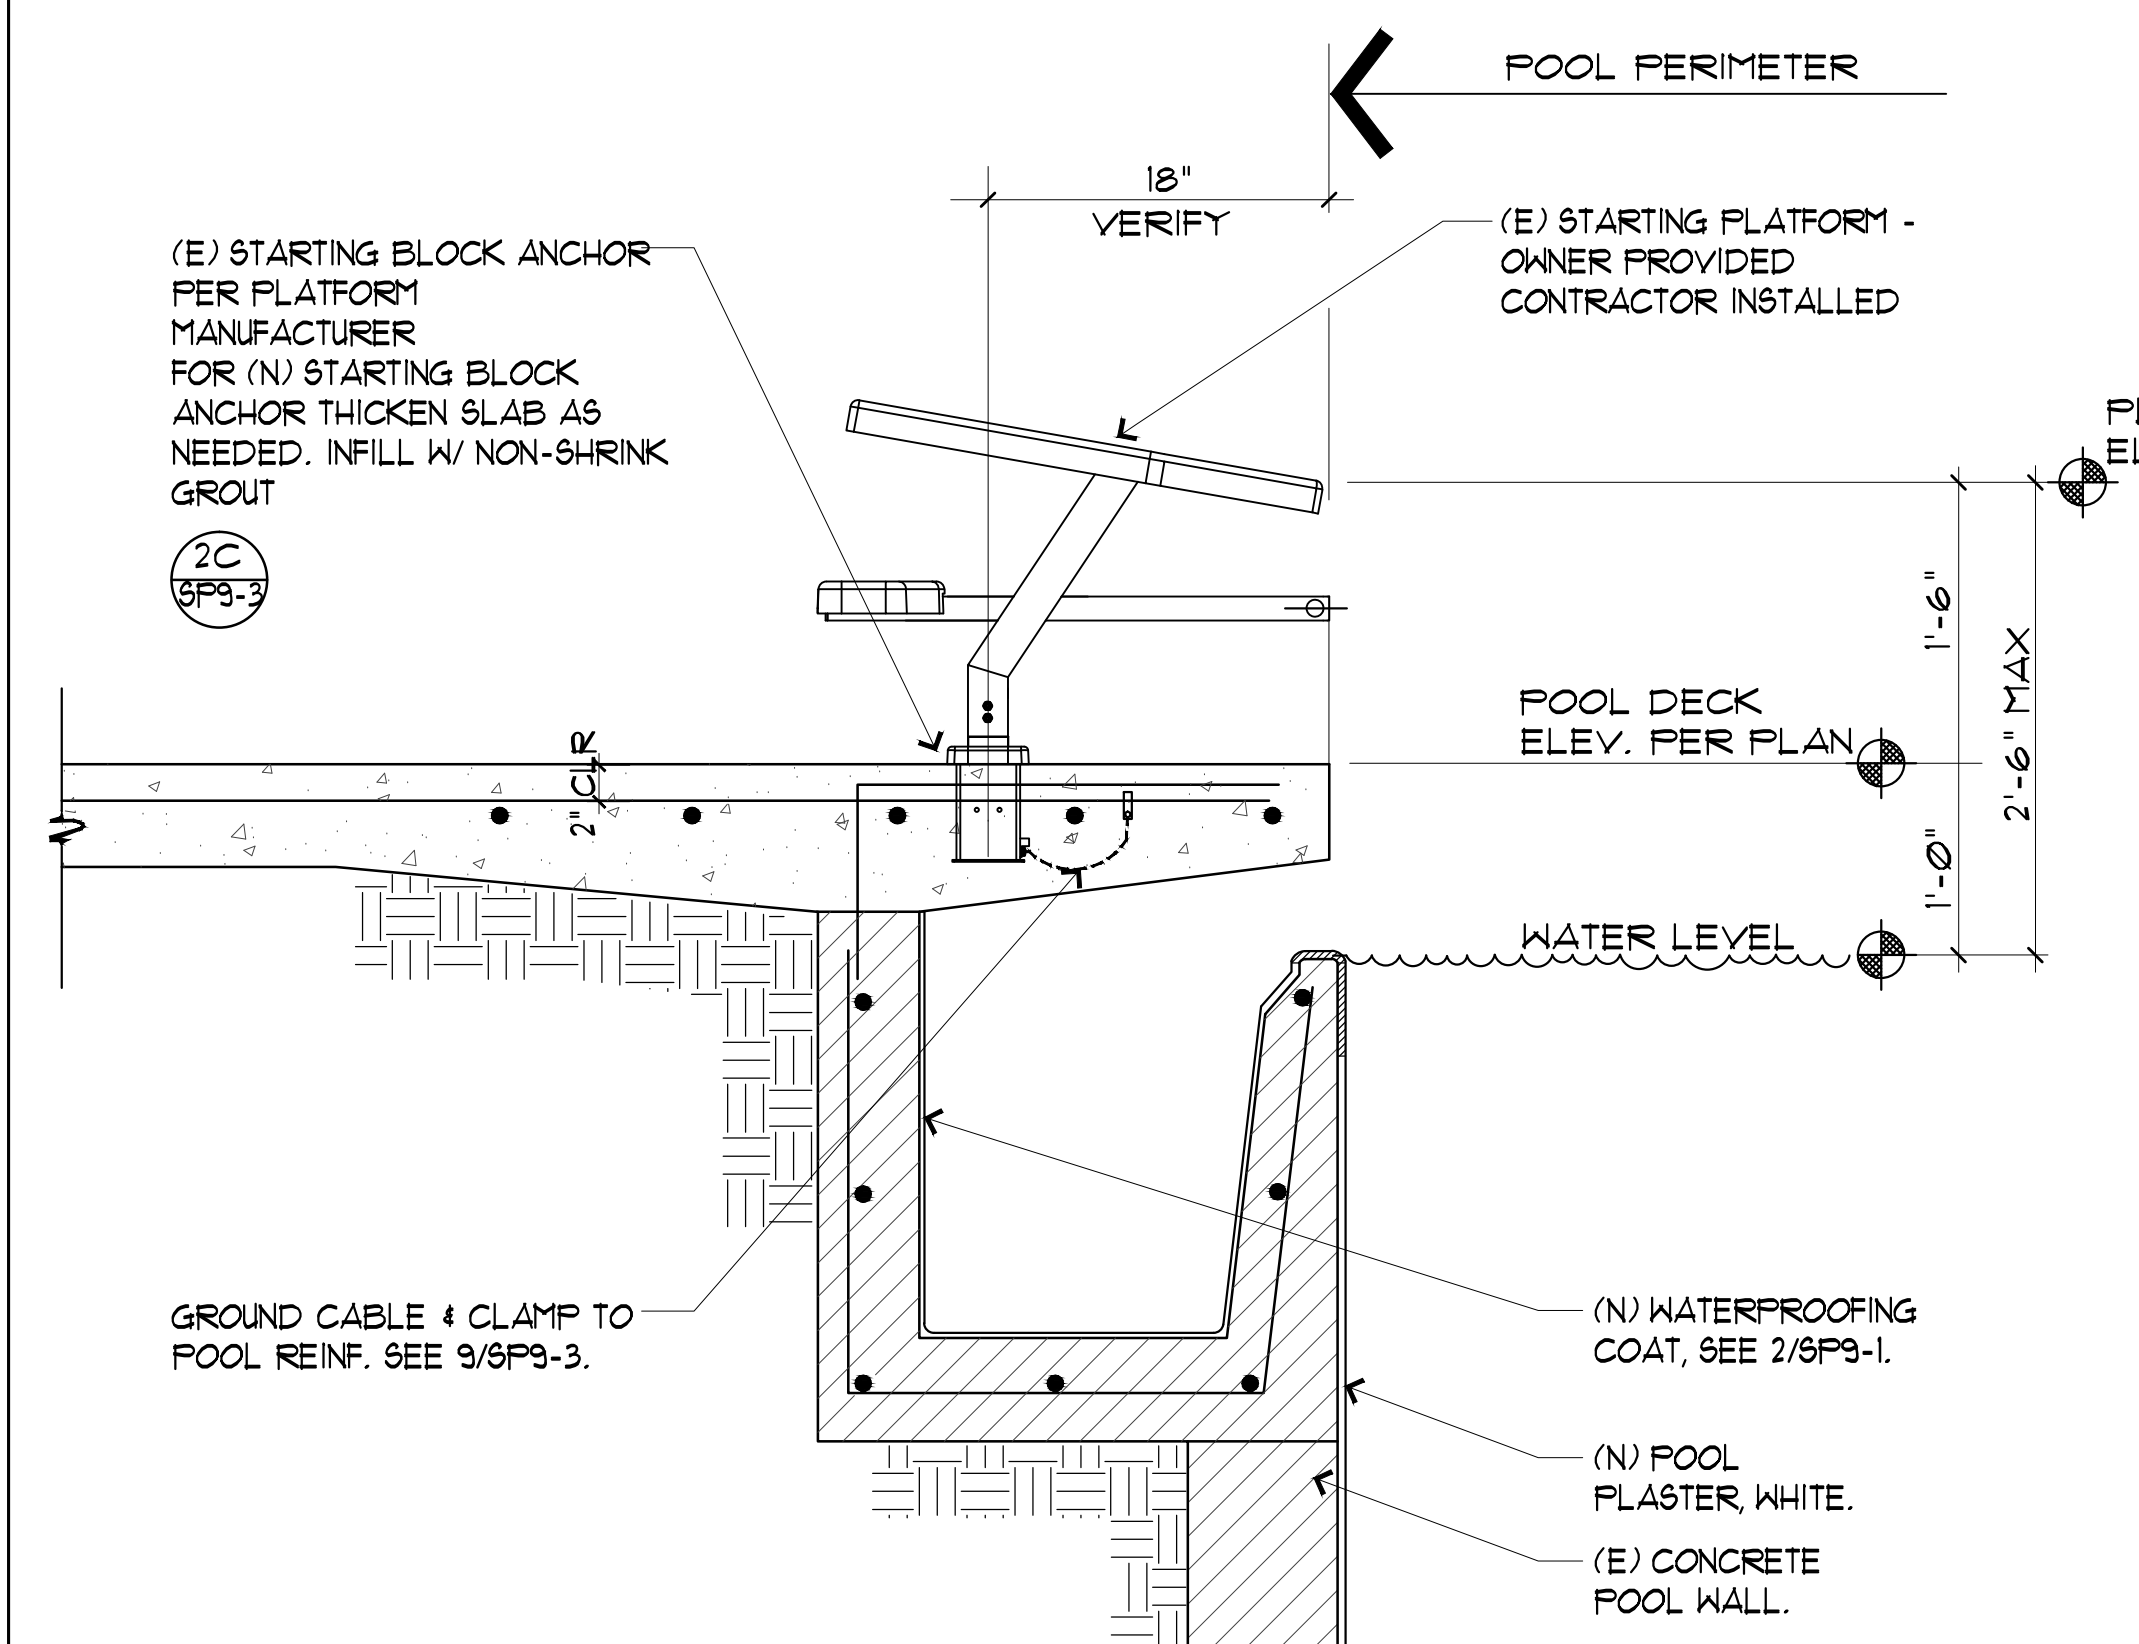 POOL PERIMETER
18"
VERIFY
(E) STARTING PLATFORM -
OWNER PROVIDED
CONTRACTOR INSTALLED
(E) STARTING BLOCK ANCHOR
PER PLATFORM
MANUFACTURER
FOR (N) STARTING BLOCK
ANCHOR THICKEN SLAB AS
NEEDED. INFILL W/ NON-SHRINK
GROUT
2C
SP9-3
1'-6"
2'-6" MAX
POOL DECK
ELEV. PER PLAN
2" CLR
1'-0"
WATER LEVEL
GROUND CABLE & CLAMP TO
POOL REINF. SEE 9/SP9-3.
(N) WATERPROOFING
COAT, SEE 2/SP9-1.
(N) POOL
PLASTER, WHITE.
(E) CONCRETE
POOL WALL.